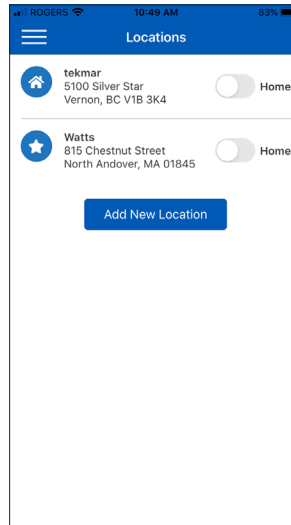 ROGERS 10:49 AM 83%
Locations
tekmar
5100 Silver Star
Vernon, BC V1B 3K4
Home
Watts
815 Chestnut Street
North Andover, MA 01845
Home
Add New Location